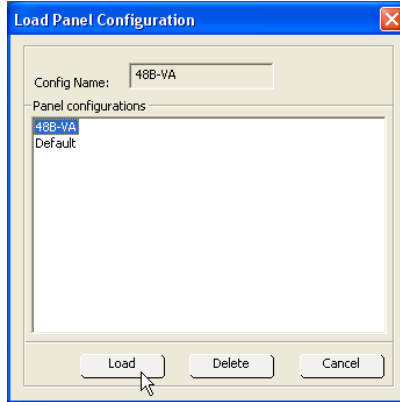 Load Panel Configuration
Config Name: 48B-VA
Panel configurations
48B-VA
Default
Load Delete Cancel